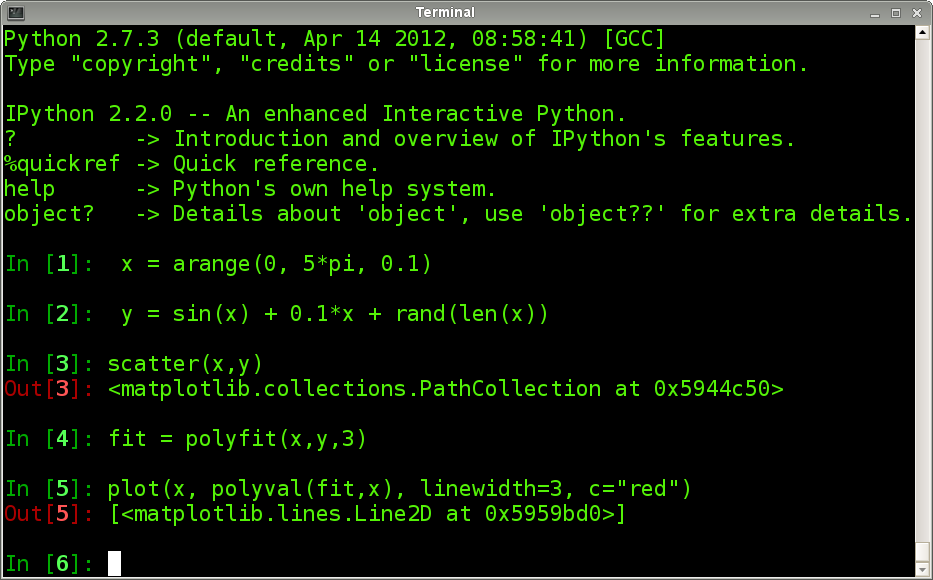 Terminal
Python 2.7.3 (default, Apr 14 2012, 08:58:41) [GCC]
Type "copyright", "credits" or "license" for more information.
IPython 2.2.0 -- An enhanced Interactive Python.
?         -> Introduction and overview of IPython's features.
%quickref -> Quick reference.
help      -> Python's own help system.
object?   -> Details about 'object', use 'object??' for extra details.
In [1]:  x = arange(0, 5*pi, 0.1)
In [2]:  y = sin(x) + 0.1*x + rand(len(x))
In [3]: scatter(x,y)
Out[3]: <matplotlib.collections.PathCollection at 0x5944c50>
In [4]: fit = polyfit(x,y,3)
In [5]: plot(x, polyval(fit,x), linewidth=3, c="red")
Out[5]: [<matplotlib.lines.Line2D at 0x5959bd0>]
In [6]: